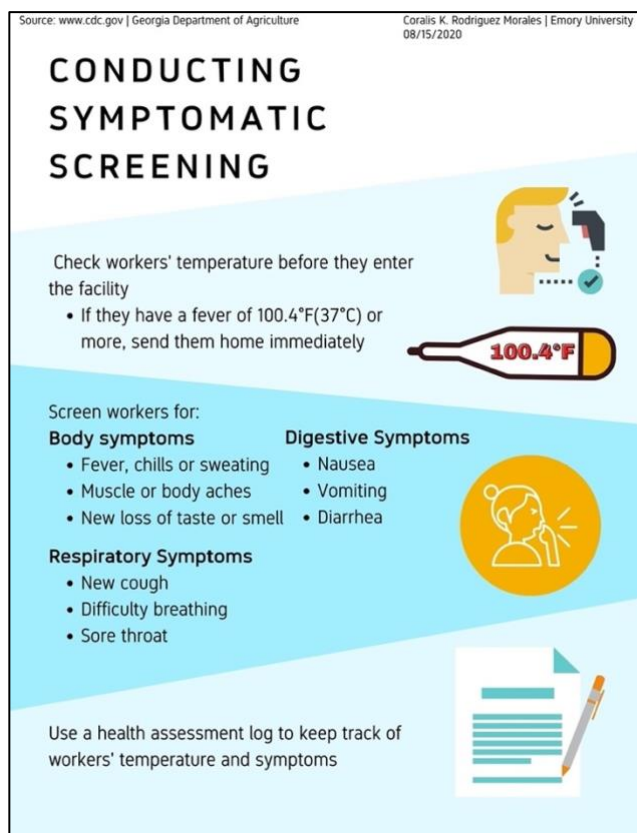 Source: www.cdc.gov | Georgia Department of Agriculture
Coralis K. Rodriguez Morales | Emory University
08/15/2020
CONDUCTING
SYMPTOMATIC
SCREENING
Check workers' temperature before they enter
the facility
• If they have a fever of 100.4°F(37°C) or
more, send them home immediately
100.4°F
Screen workers for:
Body symptoms
• Fever, chills or sweating
• Muscle or body aches
• New loss of taste or smell
Digestive Symptoms
• Nausea
• Vomiting
• Diarrhea
Respiratory Symptoms
• New cough
• Difficulty breathing
• Sore throat
Use a health assessment log to keep track of
workers' temperature and symptoms